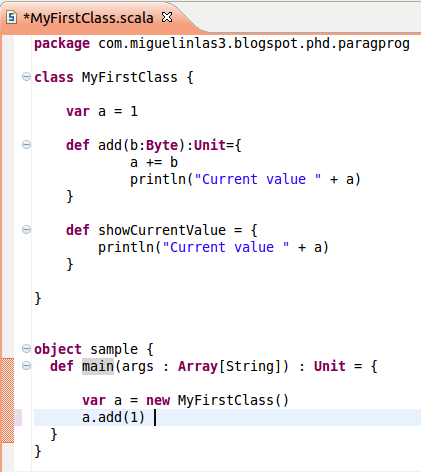 *MyFirstClass.scala
package com.miguelinlas3.blogspot.phd.paragprog
class MyFirstClass {
var a = 1
def add(b:Byte):Unit={
a += b
println("Current value " + a)
}
def showCurrentValue = {
println("Current value " + a)
}
}
object sample {
def main(args : Array[String]) : Unit = {
var a = new MyFirstClass()
a.add(1)
}
}